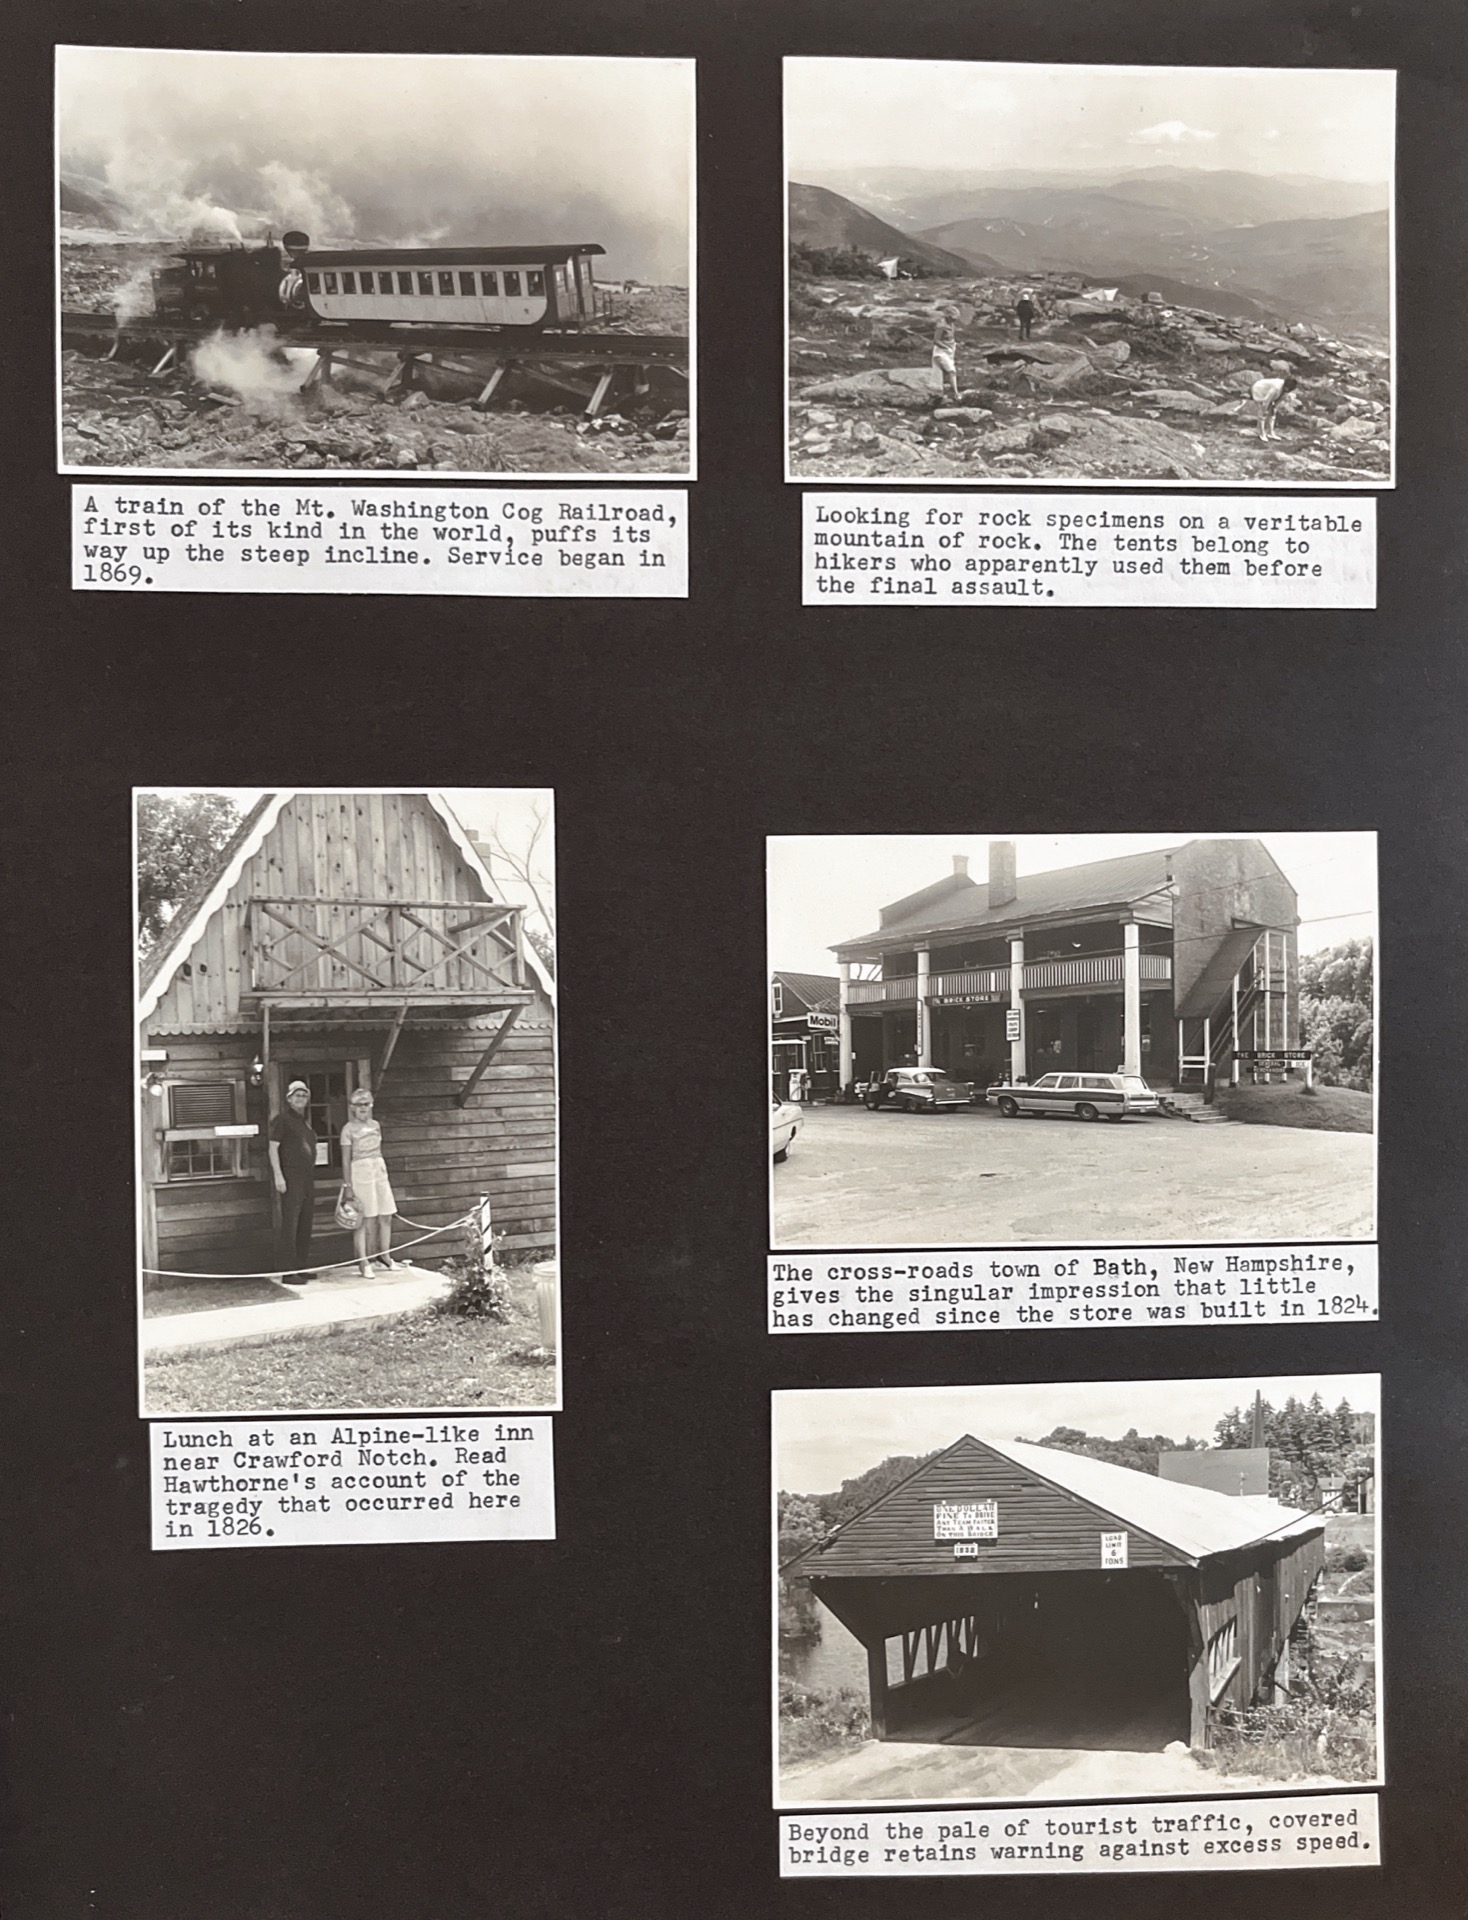 A train of the Mt. Washington Cog Railroad,
first of its kind in the world, puffs its
way up the steep incline. Service began in
1869.
Looking for rock specimens on a veritable
mountain of rock. The tents belong to
hikers who apparently used them before
the final assault.
Lunch at an Alpine-like inn
near Crawford Notch. Read
Hawthorne's account of the
tragedy that occurred here
in 1826.
Mobil
BRICK STORE
THE BRICK STORE
The cross-roads town of Bath, New Hampshire,
gives the singular impression that little
has changed since the store was built in 1824.
ONE DOLLAR
FINE TO DRIVE
ANY TEAM FASTER
THAN A WALK
ON THIS BRIDGE
1832
LOAD
LIMIT
6
TONS
Beyond the pale of tourist traffic, covered
bridge retains warning against excess speed.